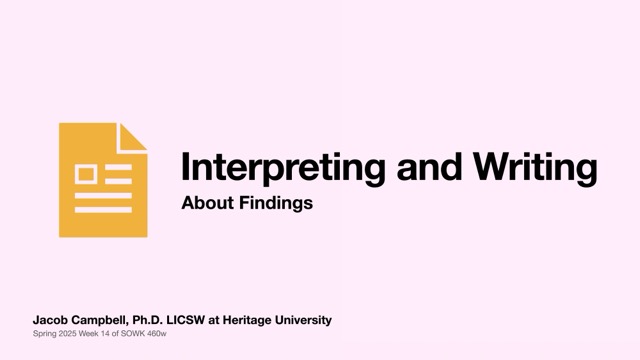 Interpreting and Writing
About Findings
Jacob Campbell, Ph.D. LICSW at Heritage University
Spring 2025 Week 14 of SOWK 460w